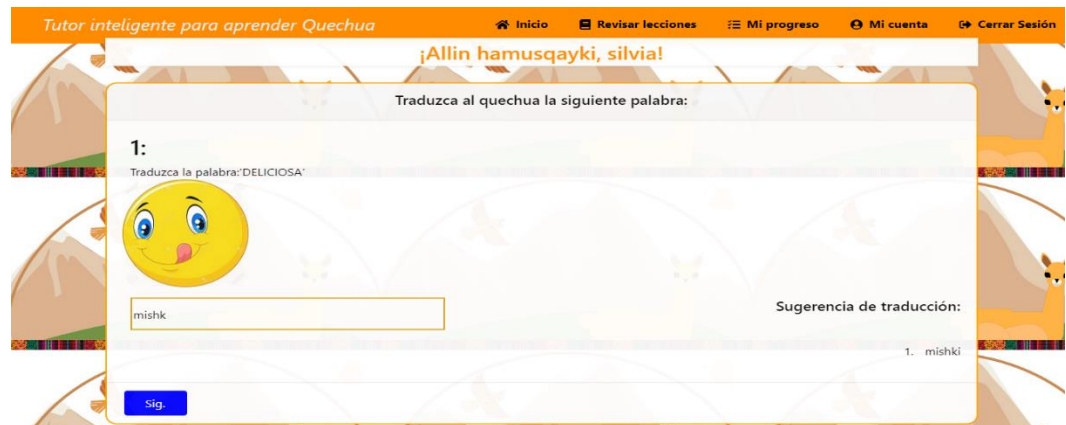 Tutor inteligente para aprender Quechua Inicio Revisar lecciones Mi progreso Mi cuenta Cerrar Sesión
¡Allin hamusqayki, silvia!
Traduzca al quechua la siguiente palabra:
1:
Traduzca la palabra:'DELICIOSA'
mishk
Sugerencia de traducción:
1. mishki
Sig.